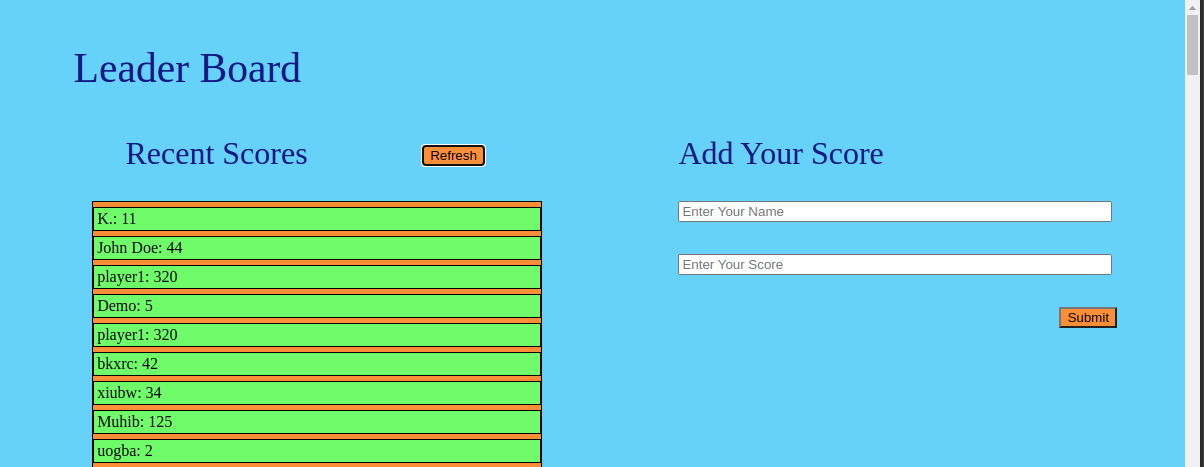 Leader Board
Recent Scores
Refresh
K.: 11
John Doe: 44
player1: 320
Demo: 5
player1: 320
bkxrc: 42
xiubw: 34
Muhib: 125
uogba: 2
Add Your Score
Enter Your Name
Enter Your Score
Submit